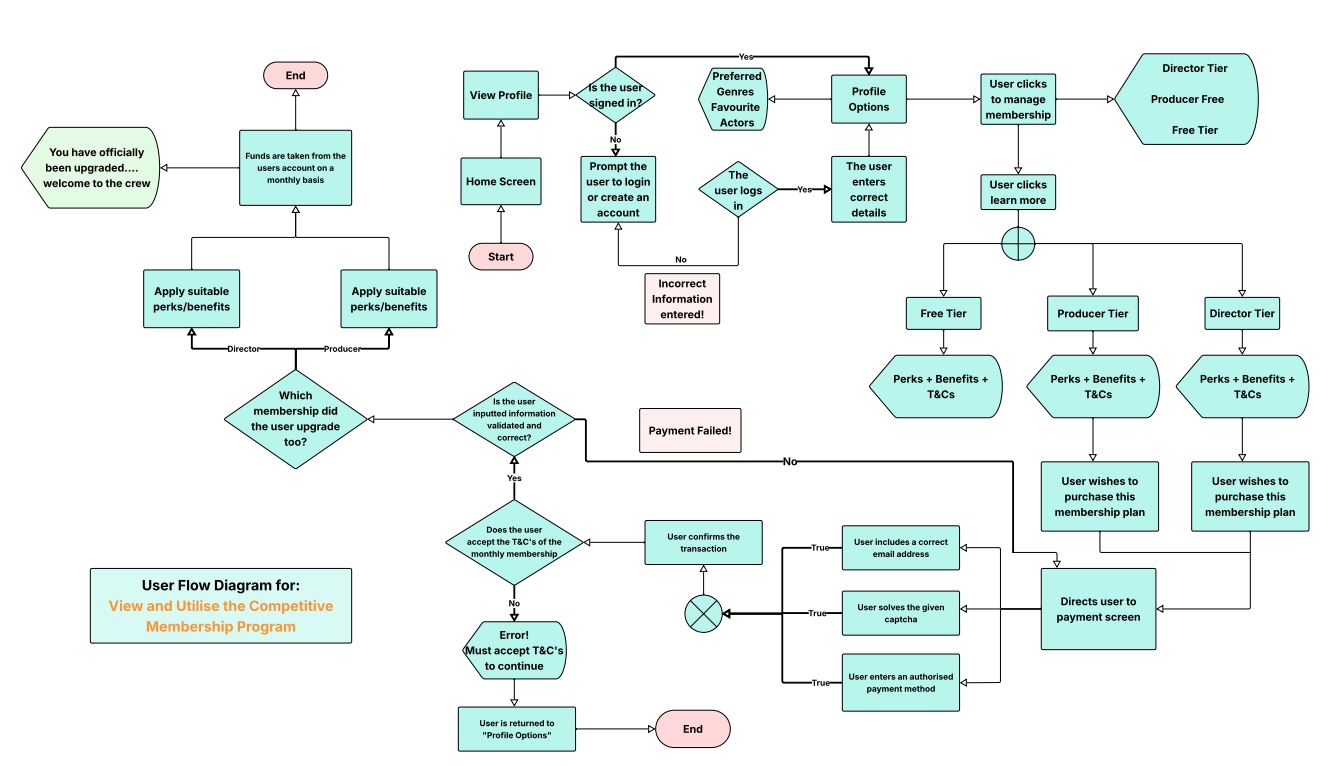 End
You have officially
been upgraded....
welcome to the crew
Funds are taken from the
users account on a
monthly basis
Apply suitable
perks/benefits
Apply suitable
perks/benefits
Director
Producer
Which
membership did
the user upgrade
too?
View Profile
Home Screen
Start
Is the user
signed in?
Yes
No
Prompt the
user to login
or create an
account
The
user logs
in
Yes
No
Incorrect
Information
entered!
Preferred
Genres
Favourite
Actors
Profile
Options
The user
enters
correct
details
User clicks
to manage
membership
Director Tier
Producer Free
Free Tier
User clicks
learn more
Free Tier
Producer Tier
Director Tier
Perks + Benefits +
T&Cs
Perks + Benefits +
T&Cs
Perks + Benefits +
T&Cs
User wishes to
purchase this
membership plan
User wishes to
purchase this
membership plan
Directs user to
payment screen
User includes a correct
email address
User solves the given
captcha
User enters an authorised
payment method
True
True
True
User confirms the
transaction
Does the user
accept the T&C's of the
monthly membership
Yes
No
Is the user
inputted information
validated and
correct?
Payment Failed!
No
Error!
Must accept T&C's
to continue
User is returned to
"Profile Options"
End
User Flow Diagram for:
View and Utilise the Competitive
Membership Program